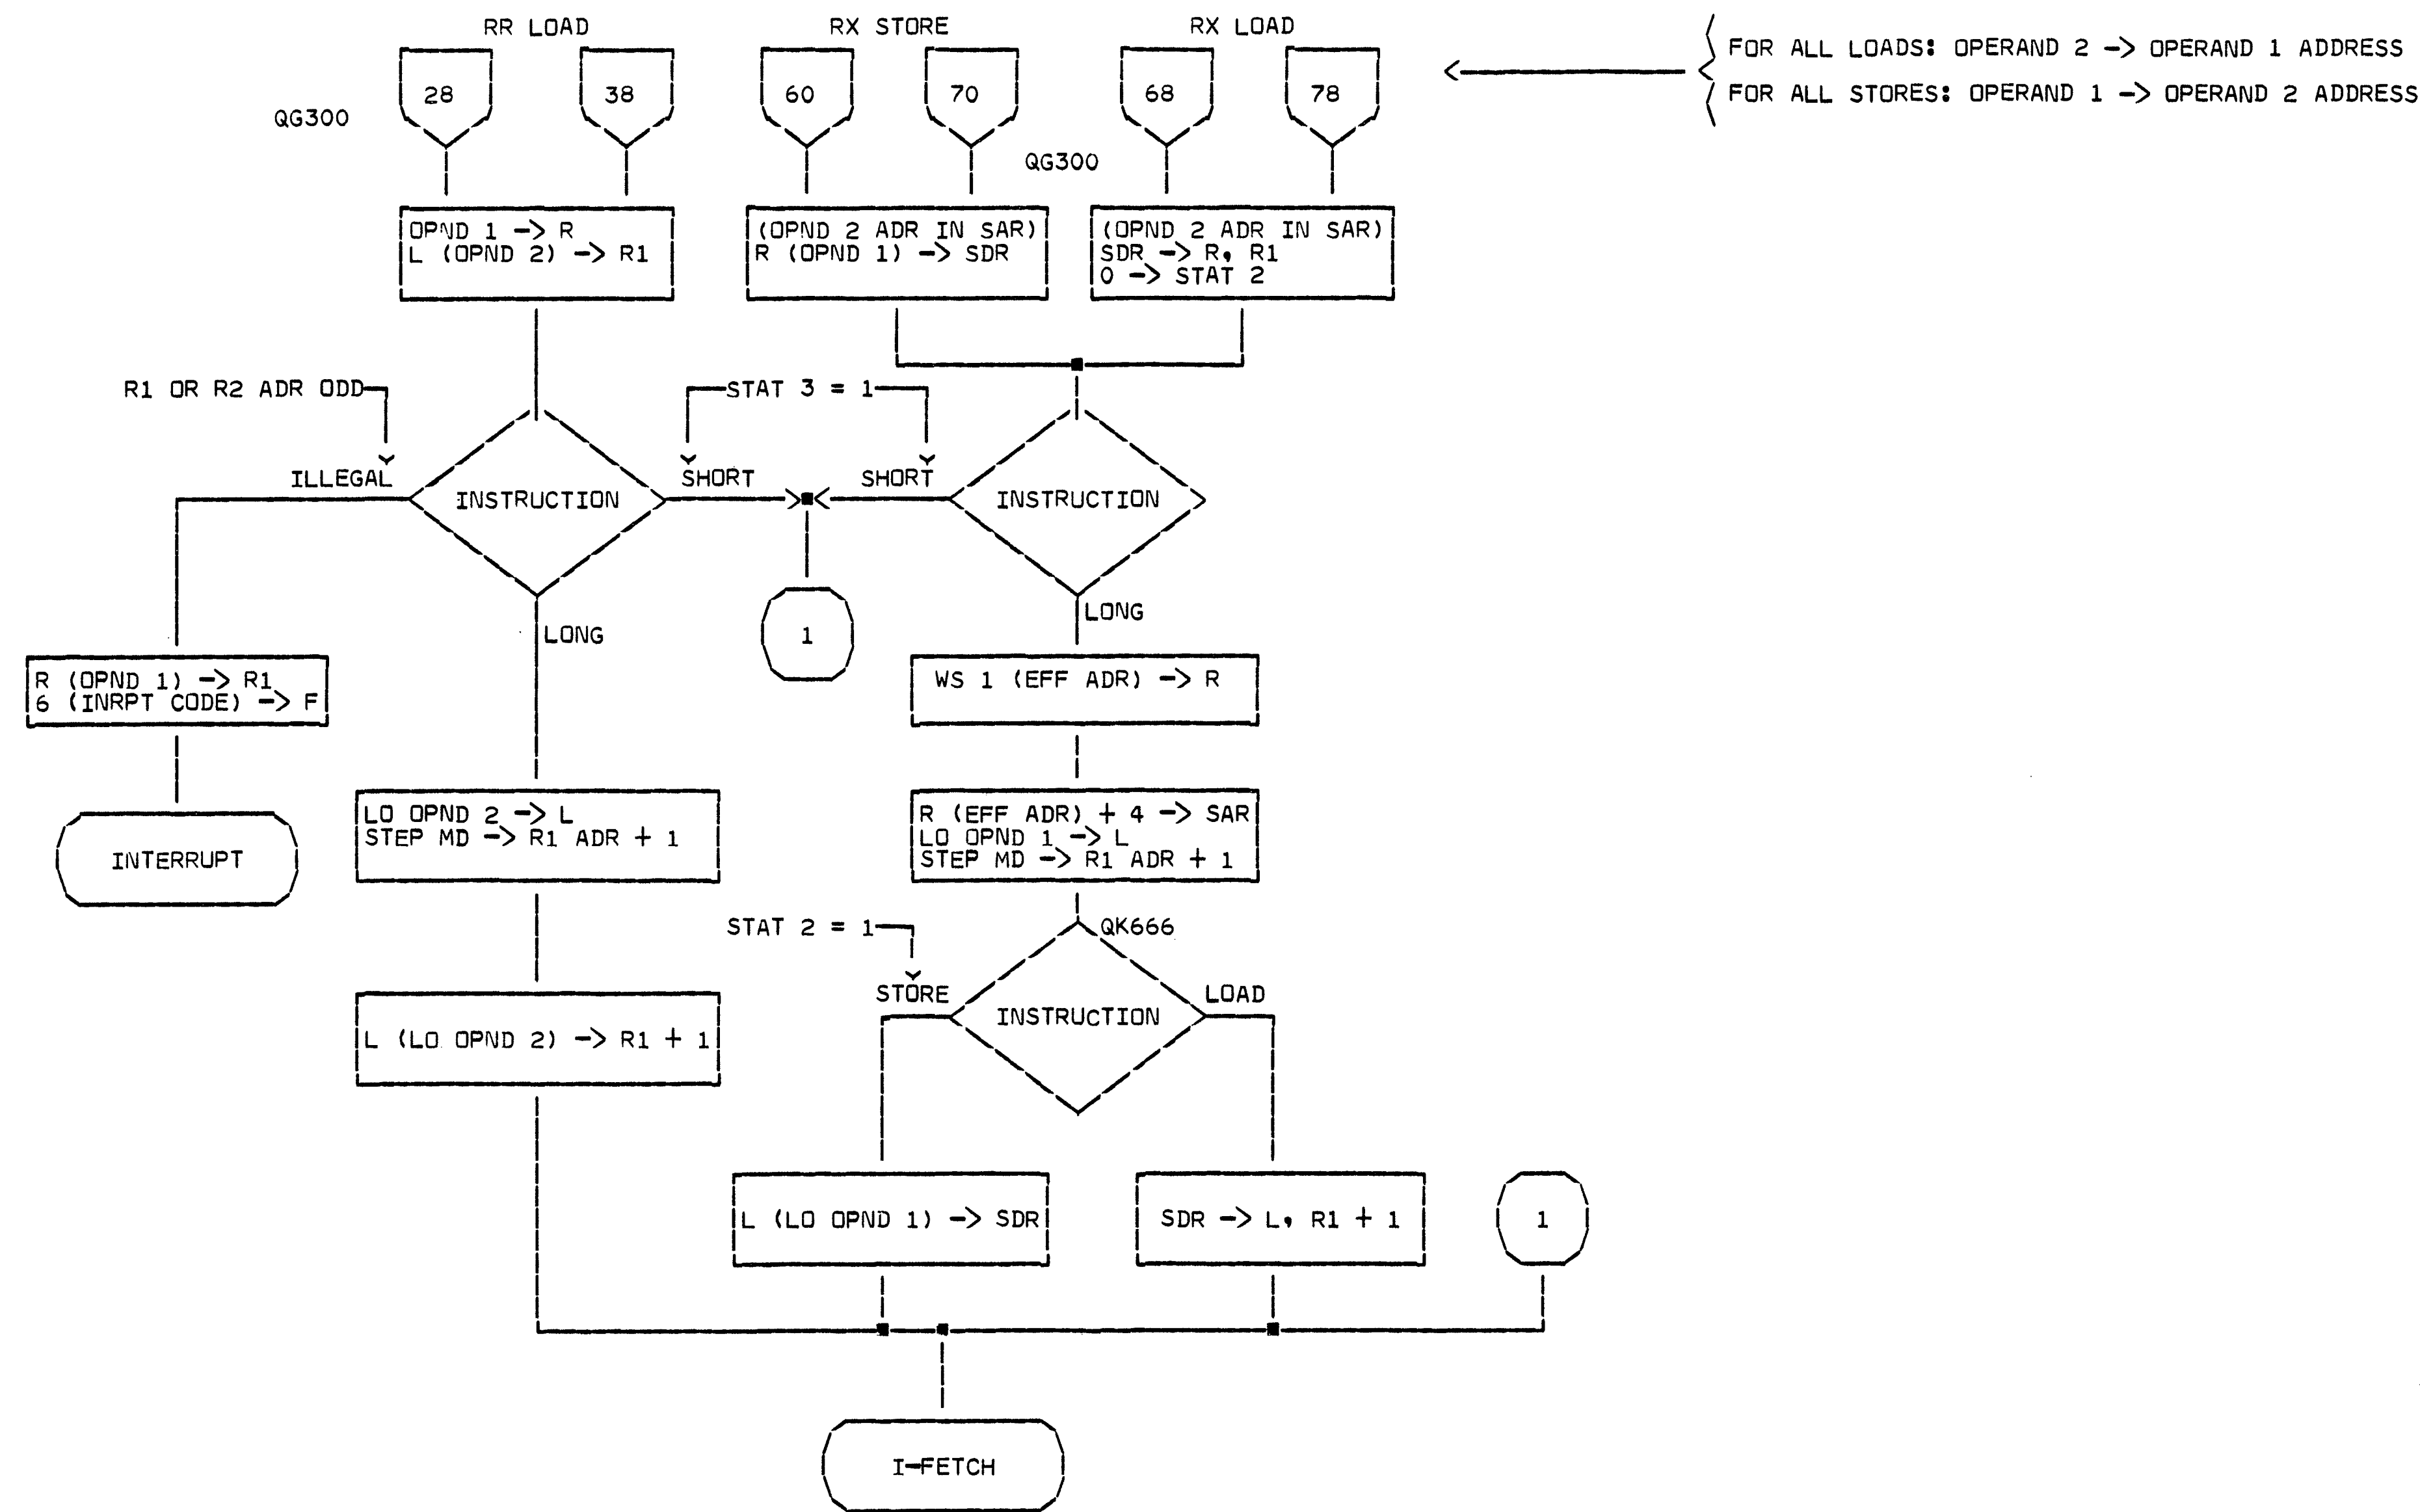 RR LOAD
RX STORE
RX LOAD
FOR ALL LOADS: OPERAND 2 —> OPERAND 1 ADDRESS
FOR ALL STORES: OPERAND 1 —> OPERAND 2 ADDRESS
28
38
60
70
68
78
QG300
QG300
OPND 1 —> R
L (OPND 2) —> R1
(OPND 2 ADR IN SAR)
R (OPND 1) —> SDR
(OPND 2 ADR IN SAR)
SDR —> R, R1
0 —> STAT 2
R1 OR R2 ADR ODD
STAT 3 = 1
ILLEGAL
INSTRUCTION
SHORT
SHORT
INSTRUCTION
LONG
1
LONG
R (OPND 1) —> R1
6 (INRPT CODE) —> F
WS 1 (EFF ADR) —> R
INTERRUPT
LO OPND 2 —> L
STEP MD —> R1 ADR + 1
R (EFF ADR) + 4 —> SAR
LO OPND 1 —> L
STEP MD —> R1 ADR + 1
STAT 2 = 1
QK666
STORE
INSTRUCTION
LOAD
L (LO OPND 2) —> R1 + 1
L (LO OPND 1) —> SDR
SDR —> L, R1 + 1
1
I—FETCH